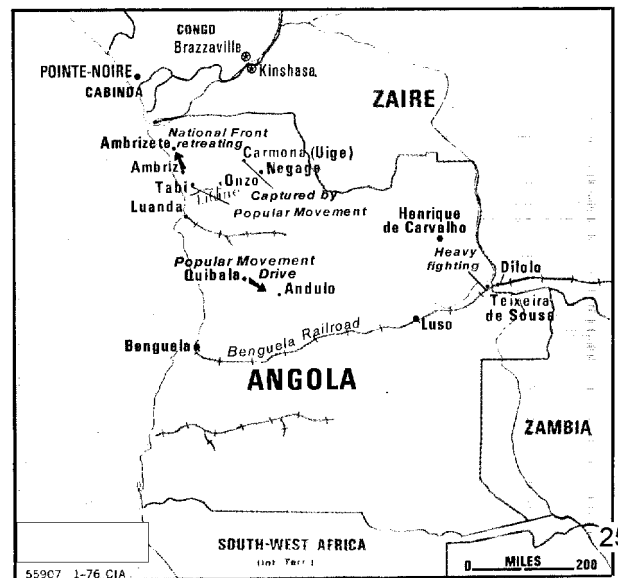 CONGO
Brazzaville
Kinshasa
POINTE-NOIRE
CABINDA
ZAIRE
National Front
Ambrizete retreating
Carmona (Uige)
Ambriz
Negage
Tabi
Onzo
Captured by
Popular Movement
Luanda
Henrique
de Carvalho
Heavy
fighting
Dilolo
Popular Movement
Quibala Drive
Andulo
Teixeira
de Sousa
Luso
Benguela
Benguela Railroad
ANGOLA
ZAMBIA
SOUTH-WEST AFRICA
(Int. Terr.)
25
0 MILES 200
55907 1-76 CIA